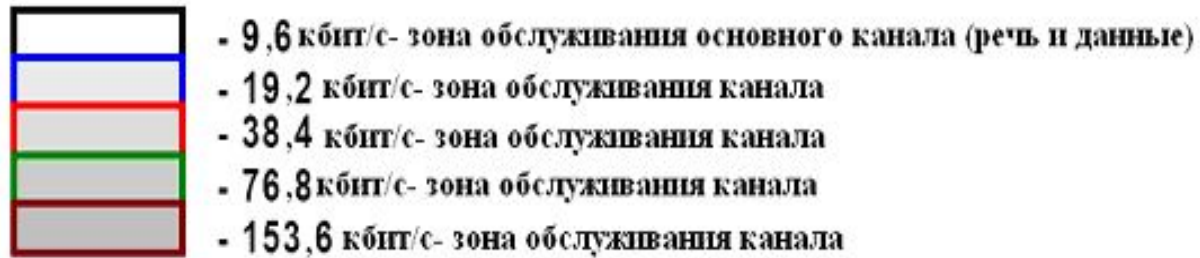 - 9,6 кбит/с- зона обслуживания основного канала (речь и данные)
- 19,2 кбит/с- зона обслуживания канала
- 38,4 кбит/с- зона обслуживания канала
- 76,8 кбит/с- зона обслуживания канала
- 153,6 кбит/с- зона обслуживания канала